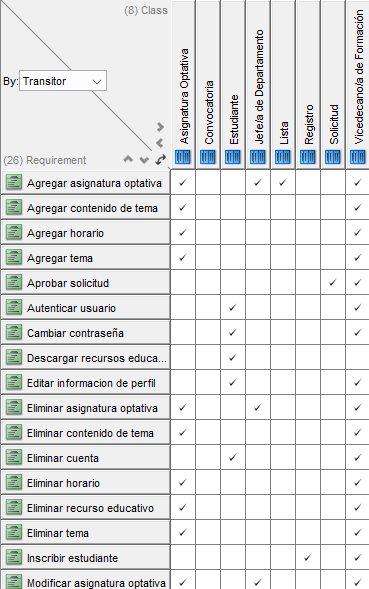 (8) Class
By: Transitor
(26) Requirement
Asignatura Optativa
Convocatoria
Estudiante
Jefe/a de Departamento
Lista
Registro
Solicitud
Vicedecano/a de Formación
Agregar asignatura optativa
Agregar contenido de tema
Agregar horario
Agregar tema
Aprobar solicitud
Autenticar usuario
Cambiar contraseña
Descargar recursos educa...
Editar informacion de perfil
Eliminar asignatura optativa
Eliminar contenido de tema
Eliminar cuenta
Eliminar horario
Eliminar recurso educativo
Eliminar tema
Inscribir estudiante
Modificar asignatura optativa